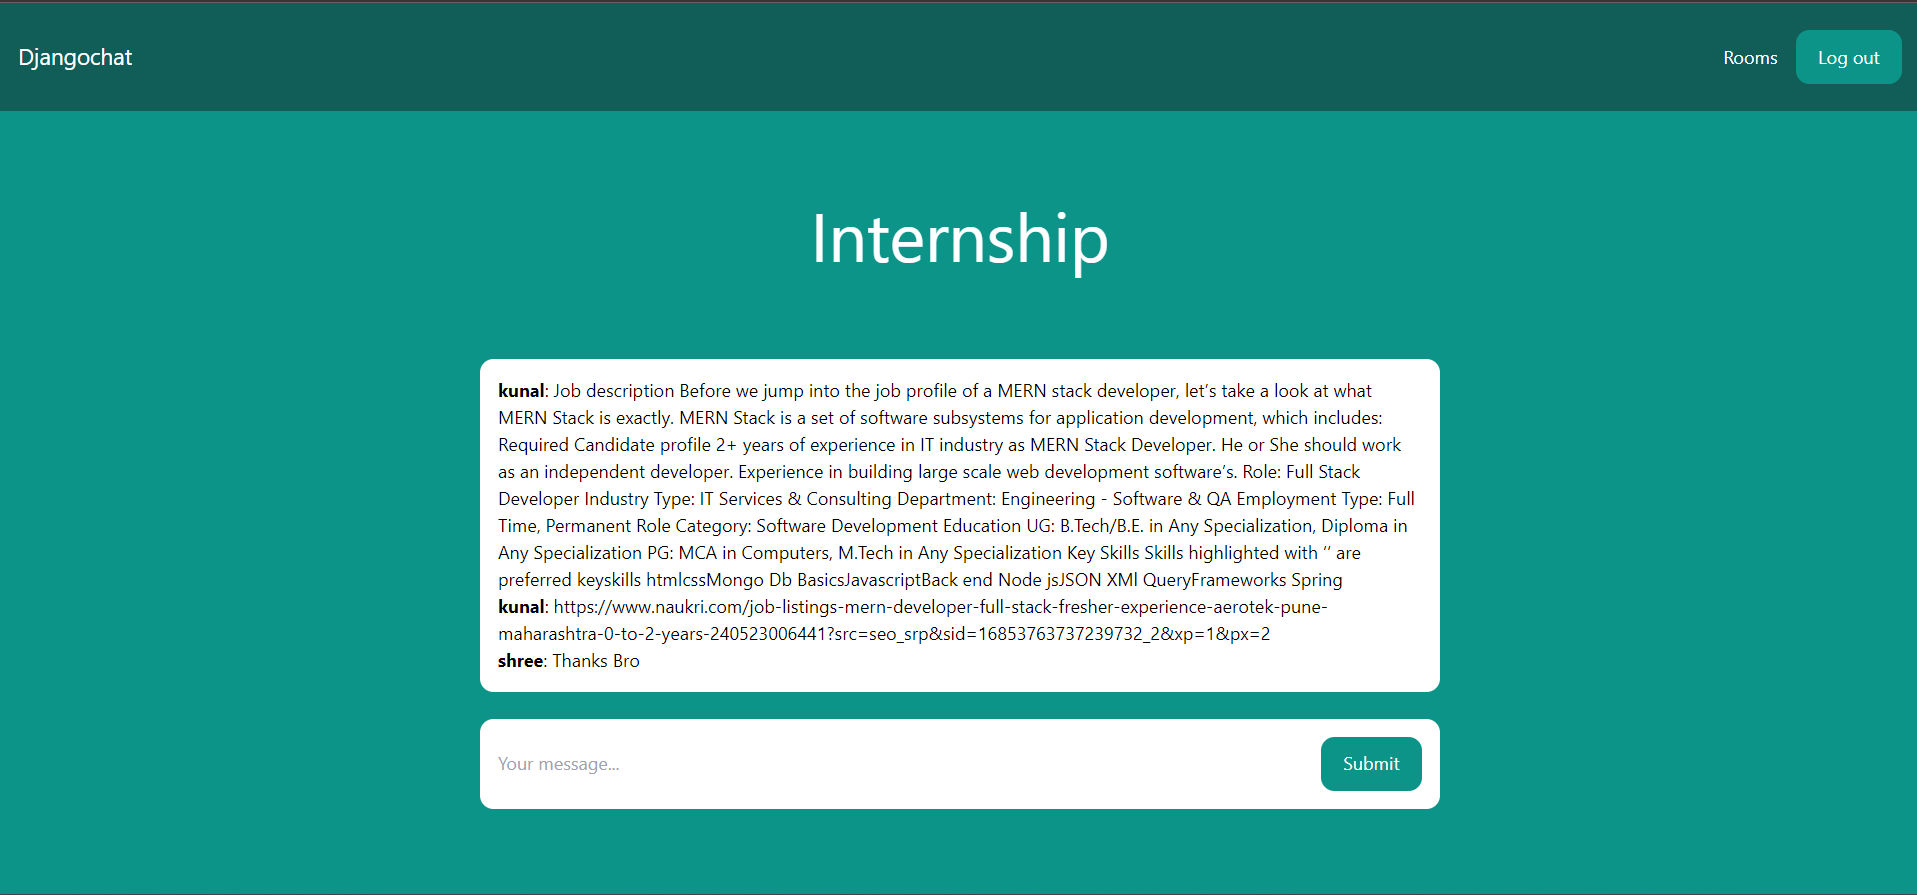 Djangochat
Rooms
Log out
Internship
kunal: Job description Before we jump into the job profile of a MERN stack developer, let’s take a look at what
MERN Stack is exactly. MERN Stack is a set of software subsystems for application development, which includes:
Required Candidate profile 2+ years of experience in IT industry as MERN Stack Developer. He or She should work
as an independent developer. Experience in building large scale web development software’s. Role: Full Stack
Developer Industry Type: IT Services & Consulting Department: Engineering - Software & QA Employment Type: Full
Time, Permanent Role Category: Software Development Education UG: B.Tech/B.E. in Any Specialization, Diploma in
Any Specialization PG: MCA in Computers, M.Tech in Any Specialization Key Skills Skills highlighted with ‘‘ are
preferred keyskills htmlcssMongo Db BasicsJavascriptBack end Node jsJSON XMl QueryFrameworks Spring
kunal: https://www.naukri.com/job-listings-mern-developer-full-stack-fresher-experience-aerotek-pune-
maharashtra-0-to-2-years-240523006441?src=seo_srp&sid=16853763737239732_2&xp=1&px=2
shree: Thanks Bro
Your message...
Submit